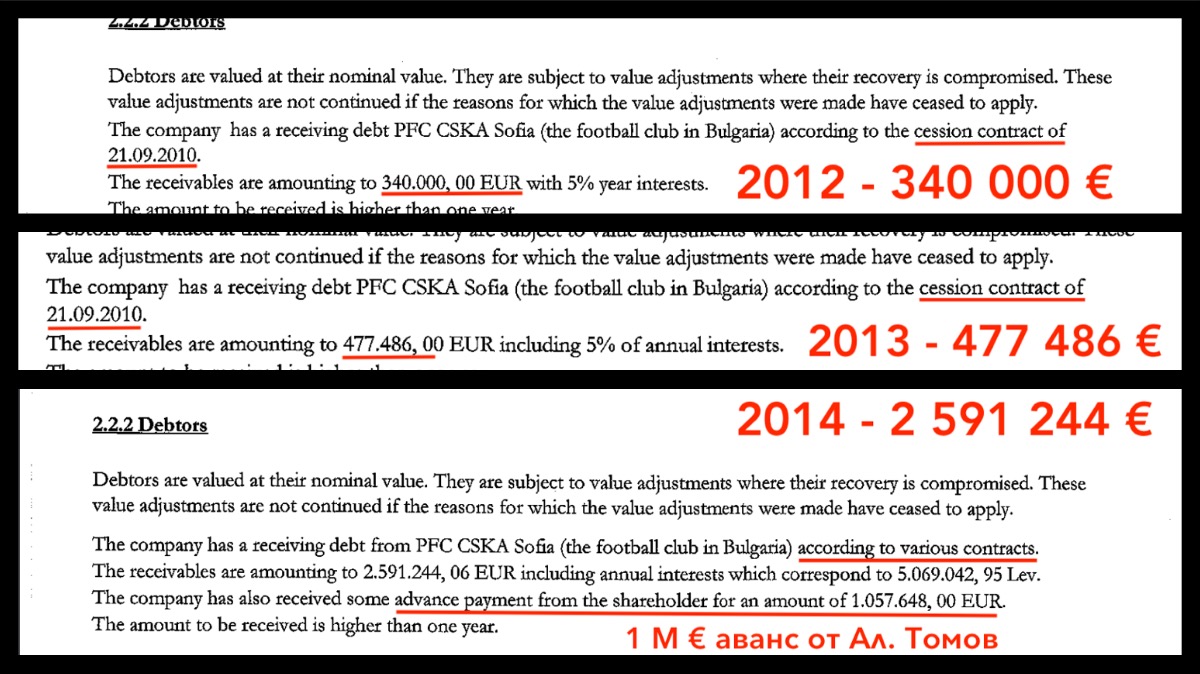 2.2.2 Debtors
Debtors are valued at their nominal value. They are subject to value adjustments where their recovery is compromised. These
value adjustments are not continued if the reasons for which the value adjustments were made have ceased to apply.
The company has a receiving debt PFC CSKA Sofia (the football club in Bulgaria) according to the cession contract of
21.09.2010.
The receivables are amounting to 340.000, 00 EUR with 5% year interests.
2012 - 340 000 €
The amount to be received is higher than one year
Debtors are valued at their nominal value. They are subject to value adjustments where their recovery is compromised. These
value adjustments are not continued if the reasons for which the value adjustments were made have ceased to apply.
The company has a receiving debt PFC CSKA Sofia (the football club in Bulgaria) according to the cession contract of
21.09.2010.
The receivables are amounting to 477.486, 00 EUR including 5% of annual interests.
2013 - 477 486 €
2014 - 2 591 244 €
2.2.2 Debtors
Debtors are valued at their nominal value. They are subject to value adjustments where their recovery is compromised. These
value adjustments are not continued if the reasons for which the value adjustments were made have ceased to apply.
The company has a receiving debt from PFC CSKA Sofia (the football club in Bulgaria) according to various contracts.
The receivables are amounting to 2.591.244, 06 EUR including annual interests which correspond to 5.069.042, 95 Lev.
The company has also received some advance payment from the shareholder for an amount of 1.057.648, 00 EUR.
The amount to be received is higher than one year.
1 М € аванс от Ал. Томов